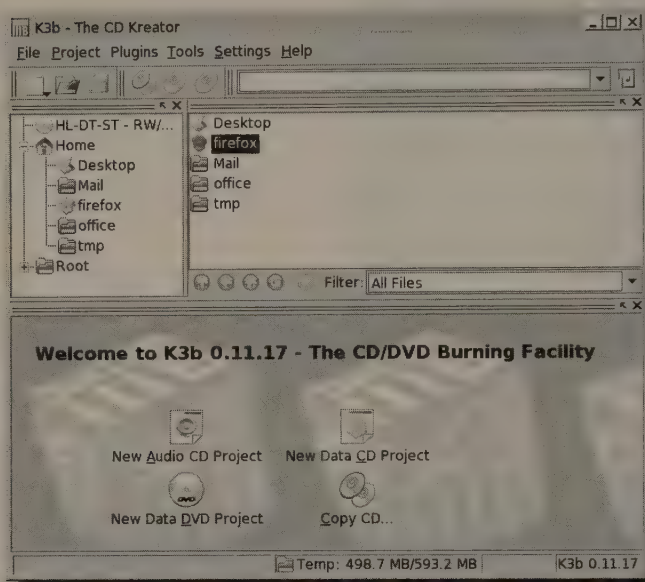 K3b - The CD Kreator
File Project Plugins Tools Settings Help
HL-DT-ST - RW/...
Home
Desktop
Mail
firefox
office
tmp
Root
Desktop
firefox
Mail
office
tmp
Filter: All Files
Welcome to K3b 0.11.17 - The CD/DVD Burning Facility
New Audio CD Project
New Data CD Project
New Data DVD Project
Copy CD...
Temp: 498.7 MB/593.2 MB
K3b 0.11.17